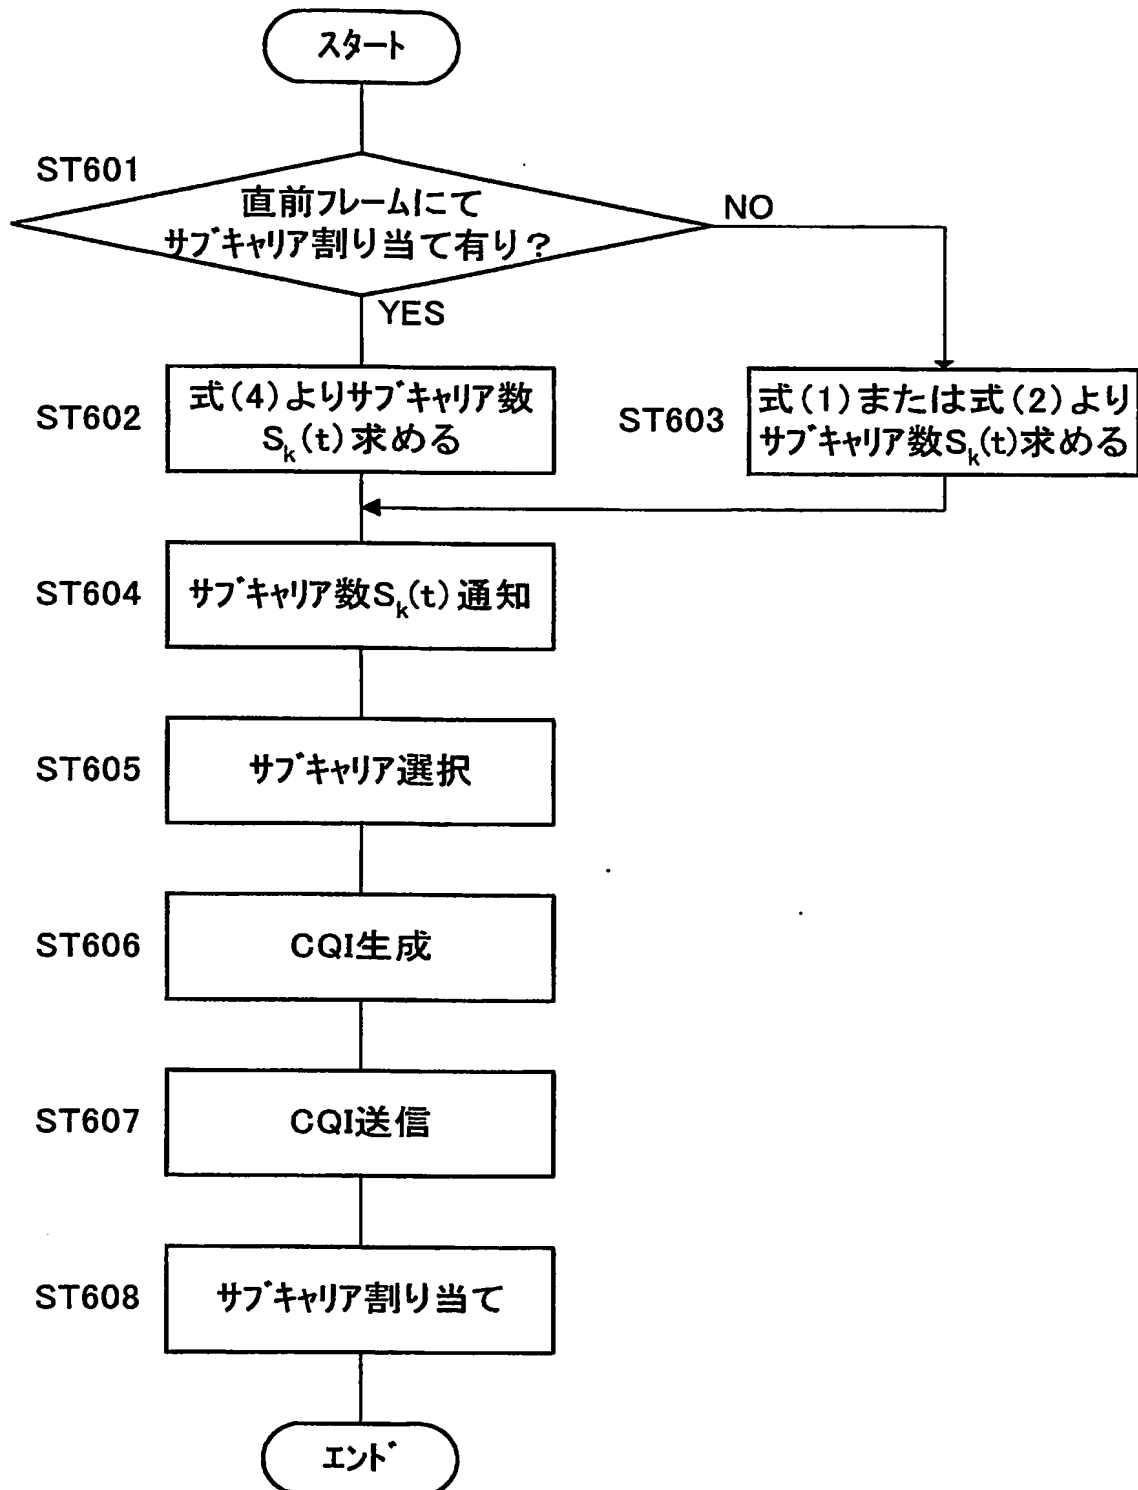 スタート
ST601
直前フレームにて
サブキャリア割り当て有り？
NO
YES
ST602
式(4)よりサブキャリア数
Sk(t)求める
ST603
式(1)または式(2)より
サブキャリア数Sk(t)求める
ST604
サブキャリア数Sk(t)通知
ST605
サブキャリア選択
ST606
CQI生成
ST607
CQI送信
ST608
サブキャリア割り当て
エンド